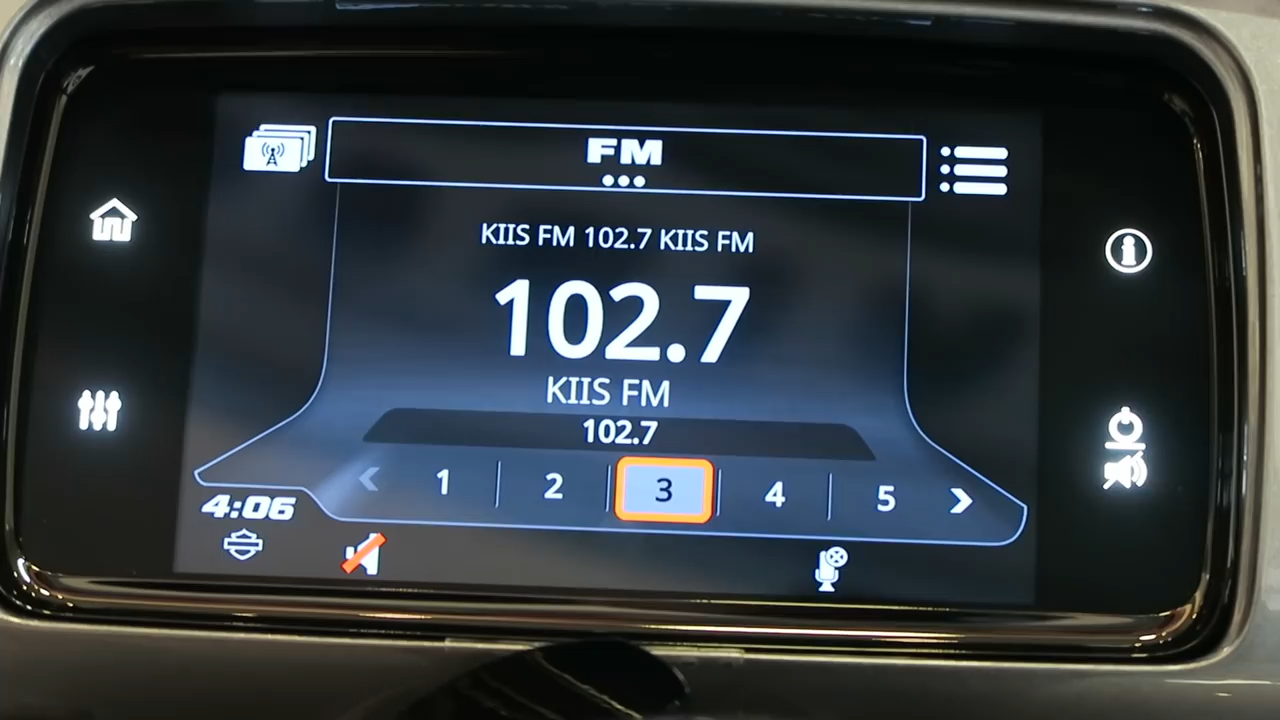 FM
KIIS FM 102.7 KIIS FM
102.7
KIIS FM
102.7
1 2 3 4 5
4:06